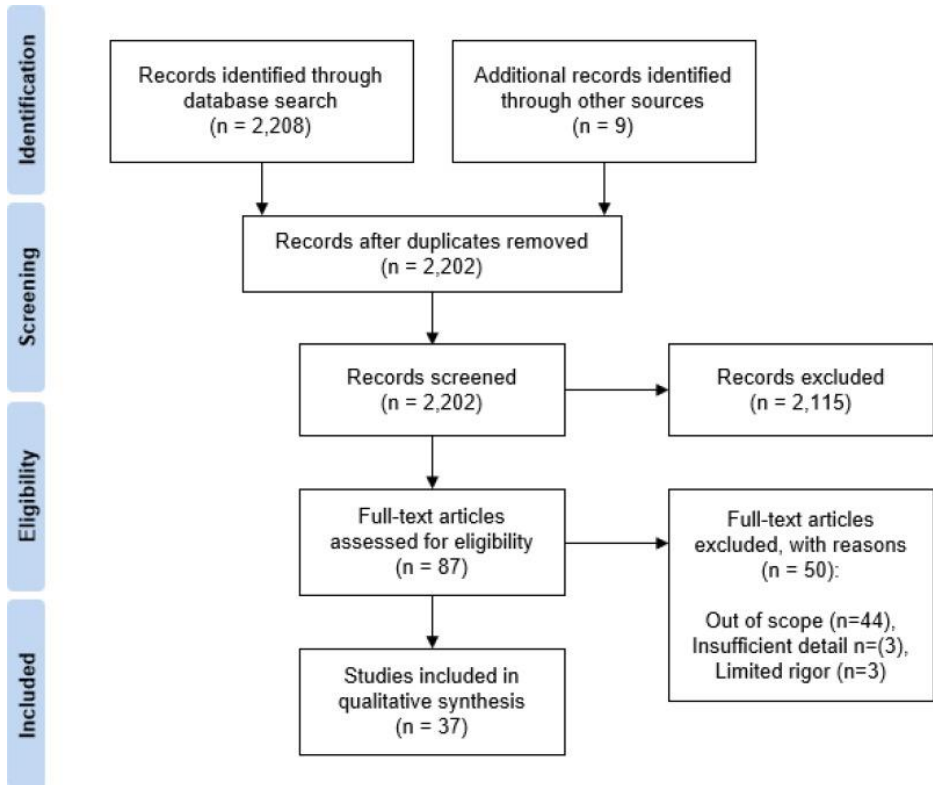 Identification
Records identified through
database search
(n = 2,208)
Additional records identified
through other sources
(n = 9)
Screening
Records after duplicates removed
(n = 2,202)
Records screened
(n = 2,202)
Records excluded
(n = 2,115)
Eligibility
Full-text articles
assessed for eligibility
(n = 87)
Full-text articles
excluded, with reasons
(n = 50):
Out of scope (n=44),
Insufficient detail n=(3),
Limited rigor (n=3)
Included
Studies included in
qualitative synthesis
(n = 37)